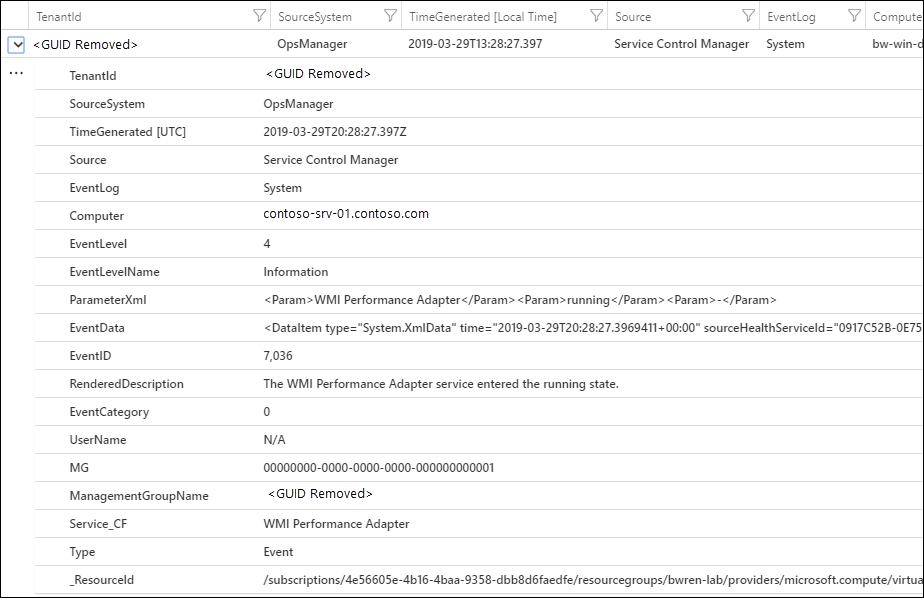 TenantId SourceSystem TimeGenerated [Local Time] Source EventLog Compute
<GUID Removed> OpsManager 2019-03-29T13:28:27.397 Service Control Manager System bw-win-d
TenantId <GUID Removed>
SourceSystem OpsManager
TimeGenerated [UTC] 2019-03-29T20:28:27.397Z
Source Service Control Manager
EventLog System
Computer contoso-srv-01.contoso.com
EventLevel 4
EventLevelName Information
ParameterXml <Param>WMI Performance Adapter</Param><Param>running</Param><Param>-</Param>
EventData <DataItem type="System.XmlData" time="2019-03-29T20:28:27.3969411+00:00" sourceHealthServiceId="0917C52B-0E75
EventID 7,036
RenderedDescription The WMI Performance Adapter service entered the running state.
EventCategory 0
UserName N/A
MG 00000000-0000-0000-0000-000000000001
ManagementGroupName <GUID Removed>
Service_CF WMI Performance Adapter
Type Event
_ResourceId /subscriptions/4e56605e-4b16-4baa-9358-dbb8d6faedfe/resourcegroups/bwren-lab/providers/microsoft.compute/virtua